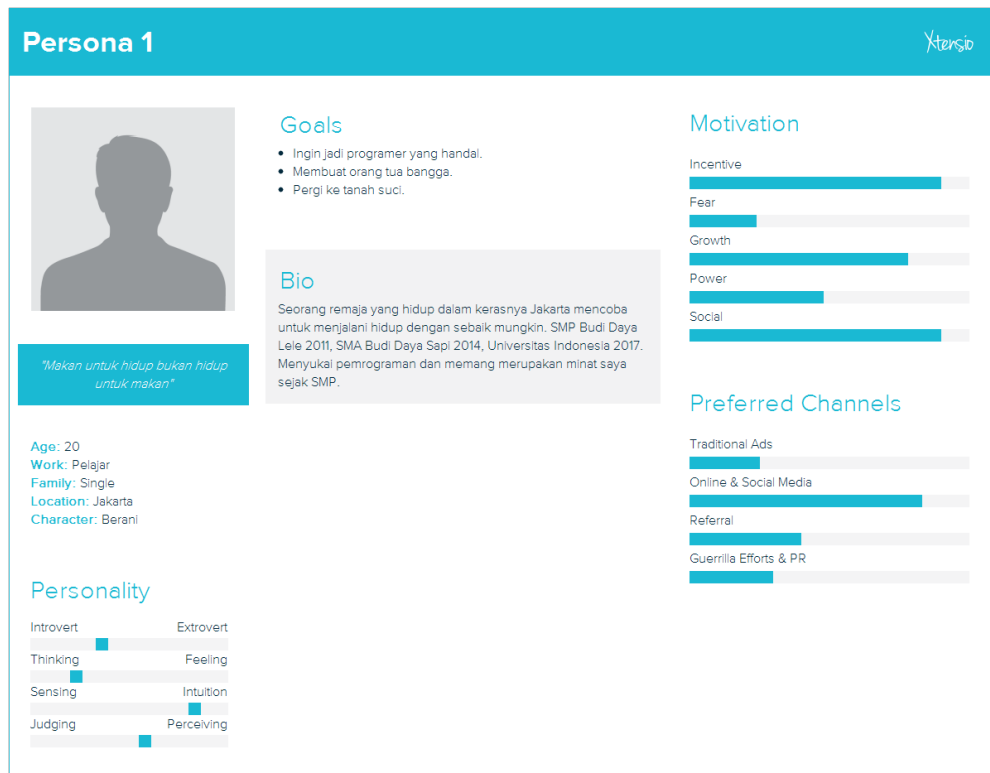 Persona 1
Xtensio
"Makan untuk hidup bukan hidup
untuk makan"
Age: 20
Work: Pelajar
Family: Single
Location: Jakarta
Character: Berani
Personality
Introvert Extrovert
Thinking Feeling
Sensing Intuition
Judging Perceiving
Goals
• Ingin jadi programer yang handal.
• Membuat orang tua bangga.
• Pergi ke tanah suci.
Bio
Seorang remaja yang hidup dalam kerasnya Jakarta mencoba
untuk menjalani hidup dengan sebaik mungkin. SMP Budi Daya
Lele 2011, SMA Budi Daya Sapi 2014, Universitas Indonesia 2017.
Menyukai pemrograman dan memang merupakan minat saya
sejak SMP.
Motivation
Incentive
Fear
Growth
Power
Social
Preferred Channels
Traditional Ads
Online & Social Media
Referral
Guerrilla Efforts & PR